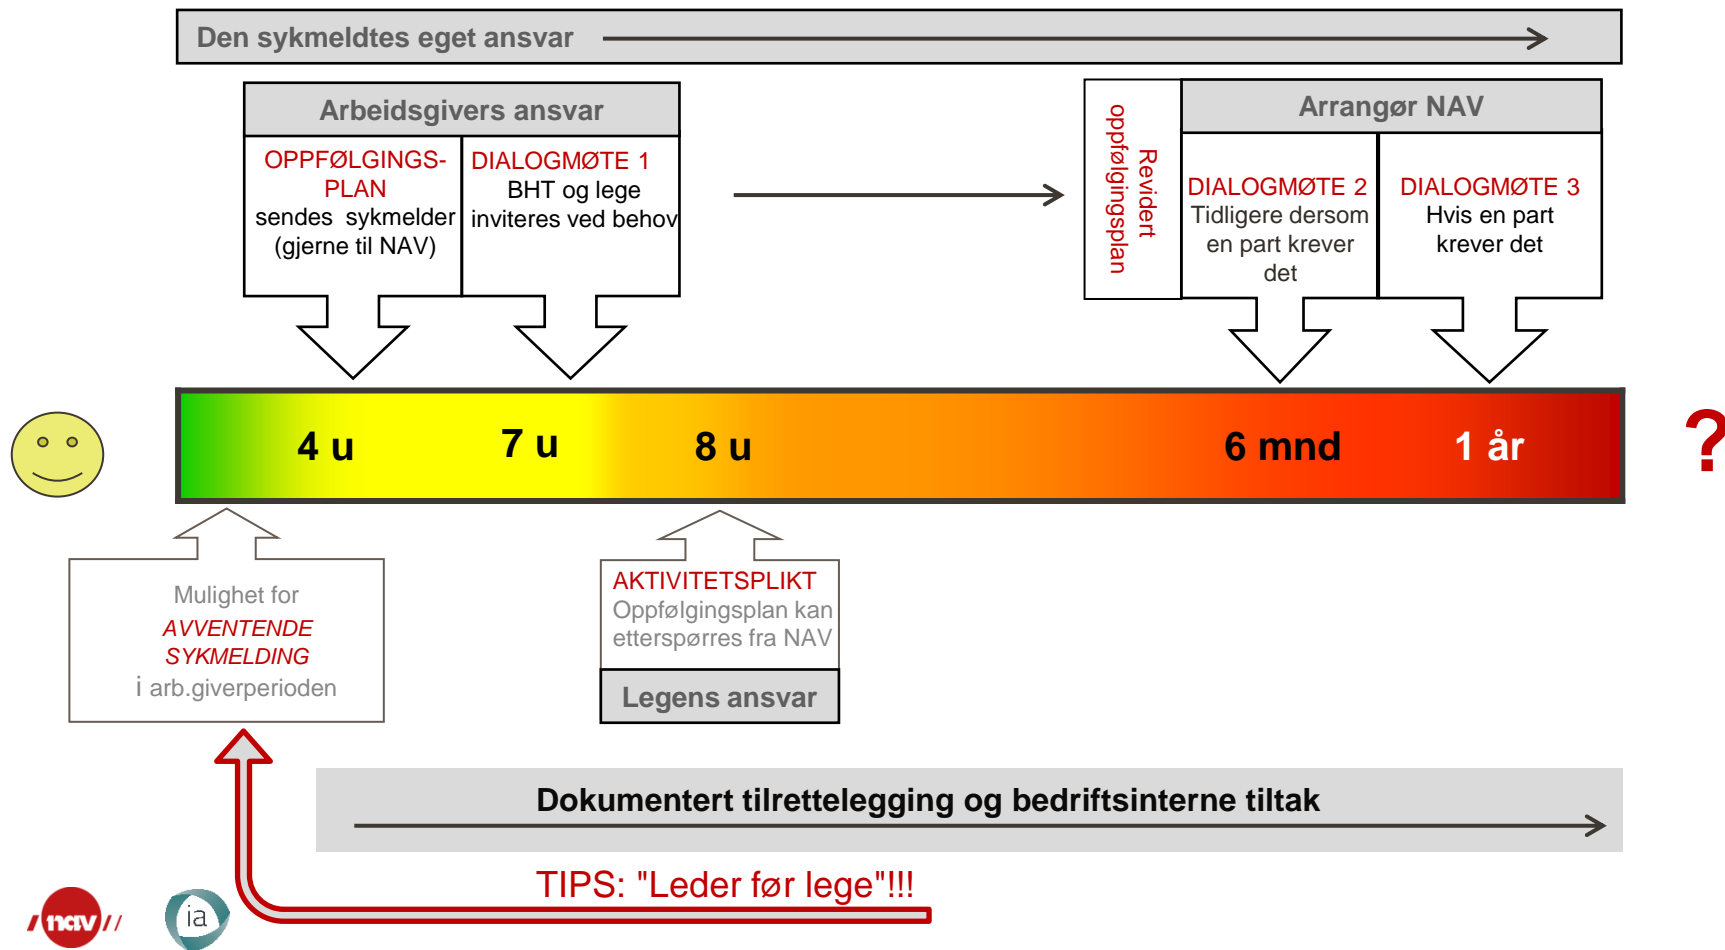 Den sykmeldtes eget ansvar
Arbeidsgivers ansvar
OPPFØLGINGS-
PLAN
sendes sykmelder
(gjerne til NAV)
DIALOGMØTE 1
BHT og lege
inviteres ved behov
Revidert
oppfølgingsplan
Arrangør NAV
DIALOGMØTE 2
Tidligere dersom
en part krever
det
DIALOGMØTE 3
Hvis en part
krever det
4 u
7 u
8 u
6 mnd
1 år
?
Mulighet for
AVVENTENDE
SYKMELDING
i arb.giverperioden
AKTIVITETSPLIKT
Oppfølgingsplan kan
etterspørres fra NAV
Legens ansvar
Dokumentert tilrettelegging og bedriftsinterne tiltak
TIPS: "Leder før lege"!!!
nav
ia